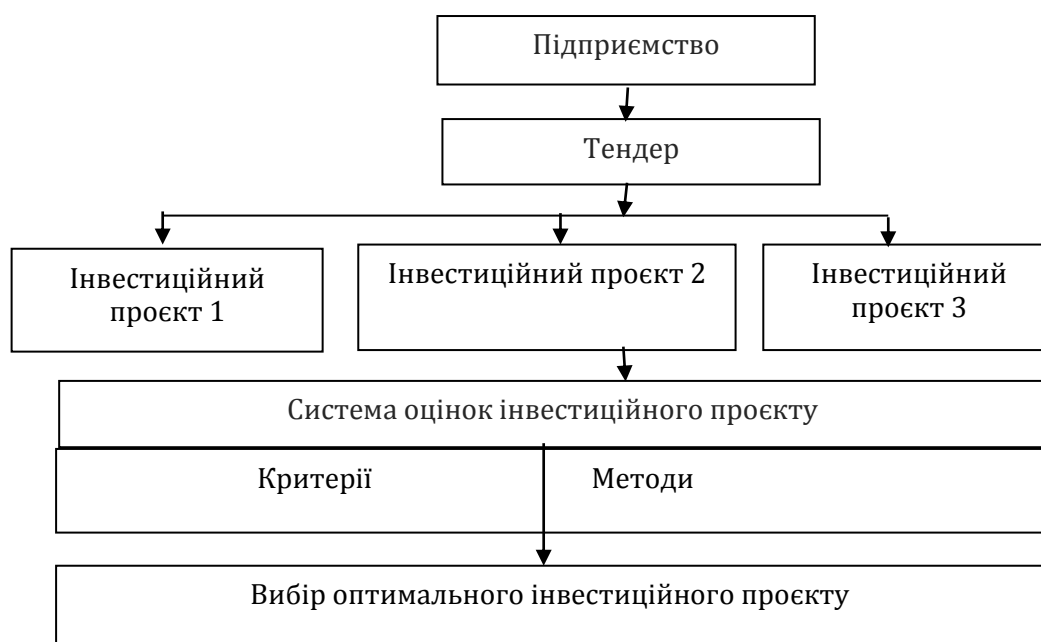 Підприємство
Тендер
Інвестиційний
проєкт 1
Інвестиційний проєкт 2
Інвестиційний
проєкт 3
Система оцінок інвестиційного проєкту
Критерії
Методи
Вибір оптимального інвестиційного проєкту